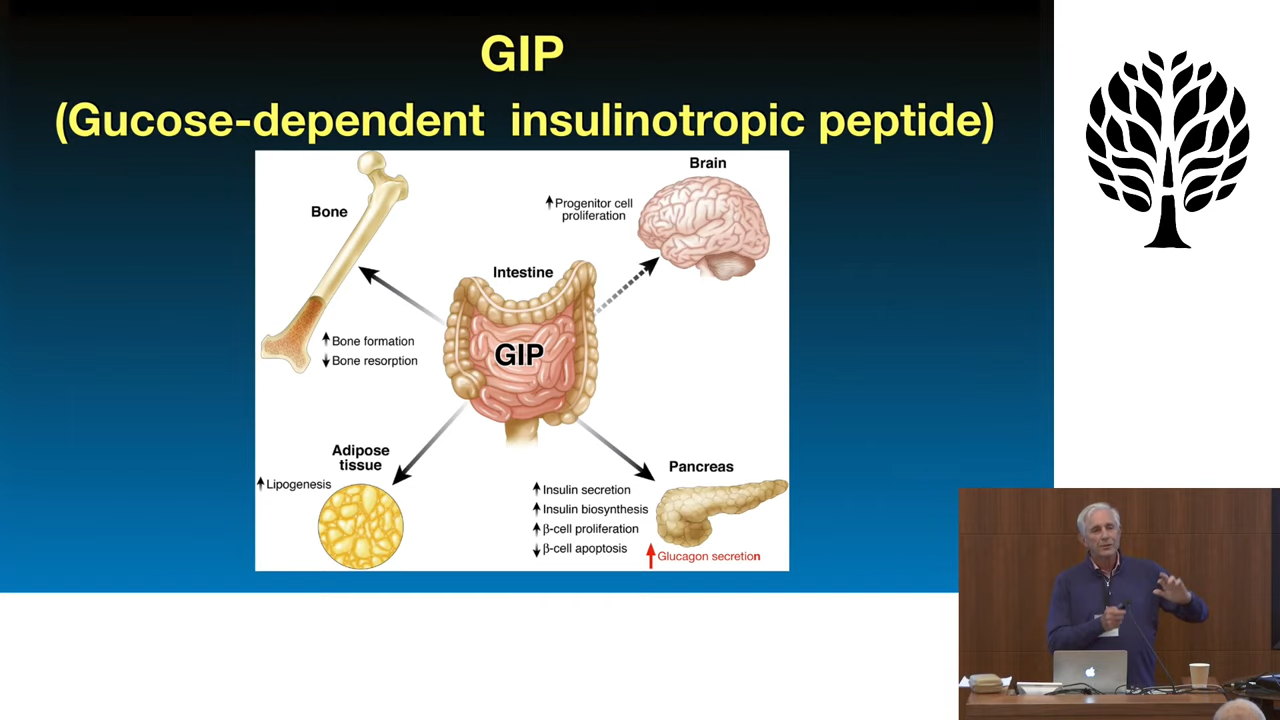 GIP
(Gucose-dependent insulinotropic peptide)
Bone
Brain
↑ Progenitor cell
proliferation
Intestine
GIP
↑ Bone formation
↓ Bone resorption
Adipose
tissue
↑ Lipogenesis
Pancreas
↑ Insulin secretion
↑ Insulin biosynthesis
↑ β-cell proliferation
↓ β-cell apoptosis
↑ Glucagon secretion